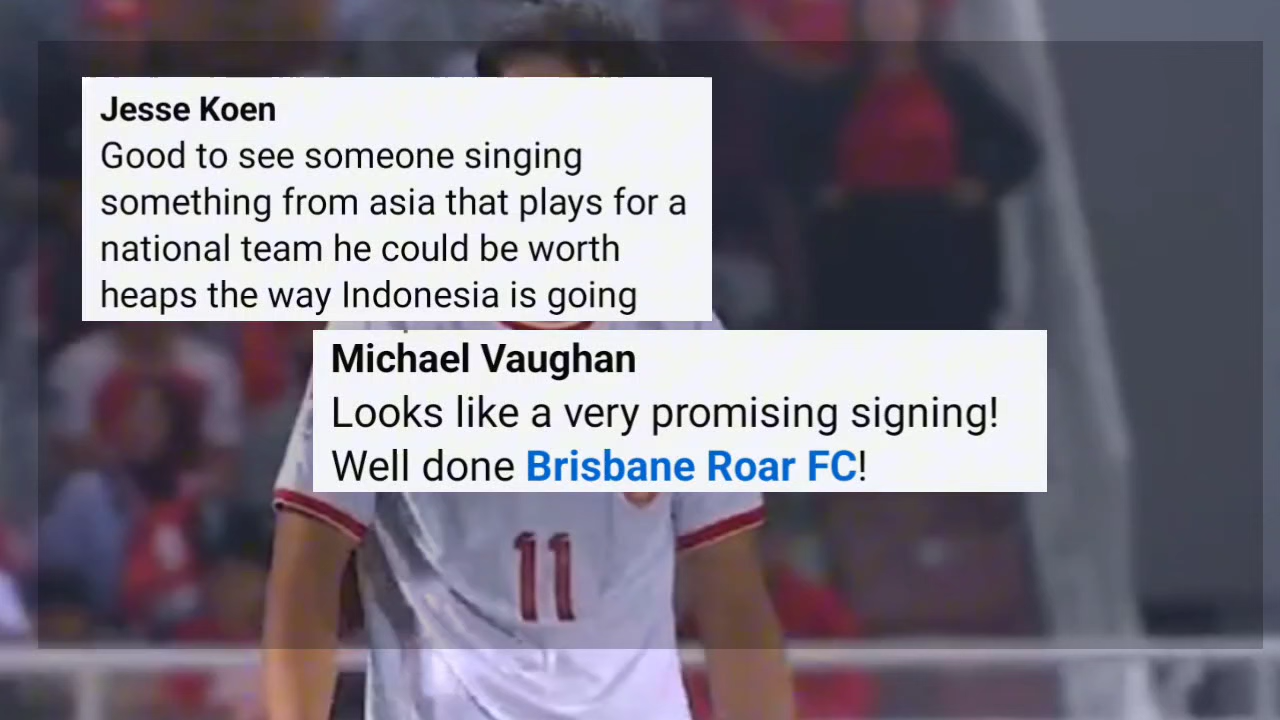 Jesse Koen
Good to see someone singing
something from asia that plays for a
national team he could be worth
heaps the way Indonesia is going
Michael Vaughan
Looks like a very promising signing!
Well done Brisbane Roar FC!
11